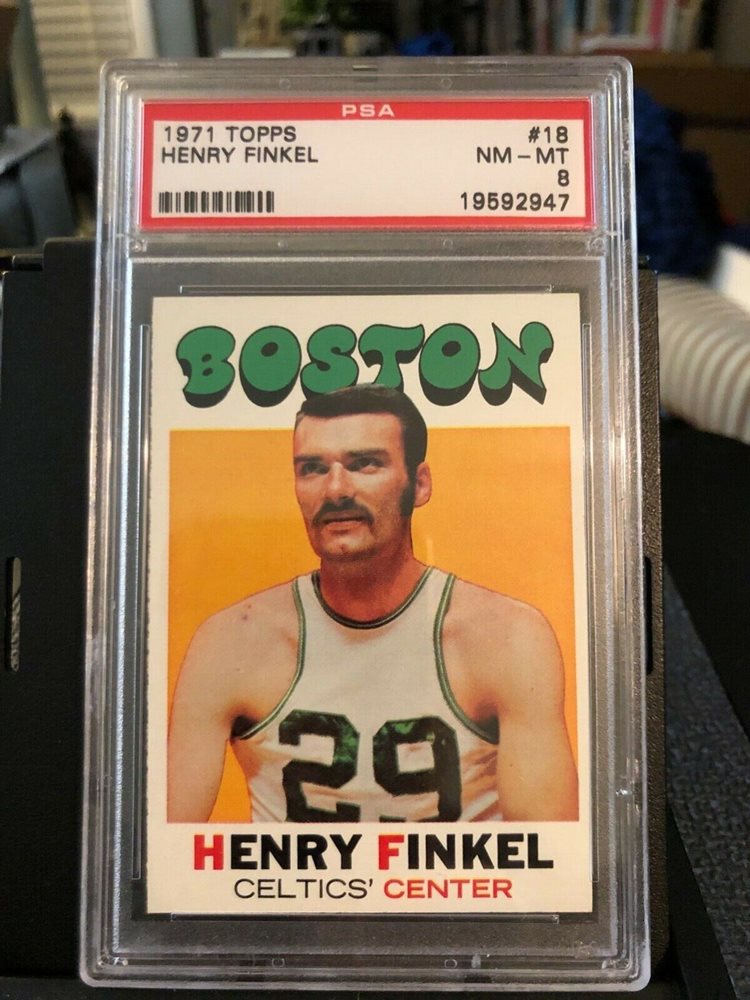 PSA
1971 TOPPS #18
HENRY FINKEL NM - MT
8
19592947
BOSTON
29
HENRY FINKEL
CELTICS' CENTER